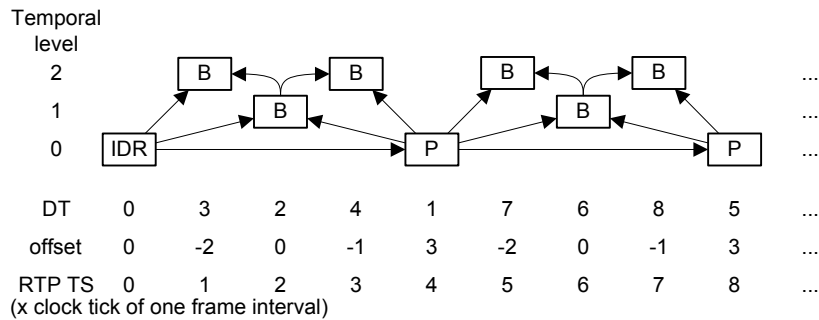 Temporal
level
2 B B B B ...
1 B B ...
0 IDR P P ...
DT 0 3 2 4 1 7 6 8 5 ...
offset 0 -2 0 -1 3 -2 0 -1 3 ...
RTP TS 0 1 2 3 4 5 6 7 8 ...
(x clock tick of one frame interval)